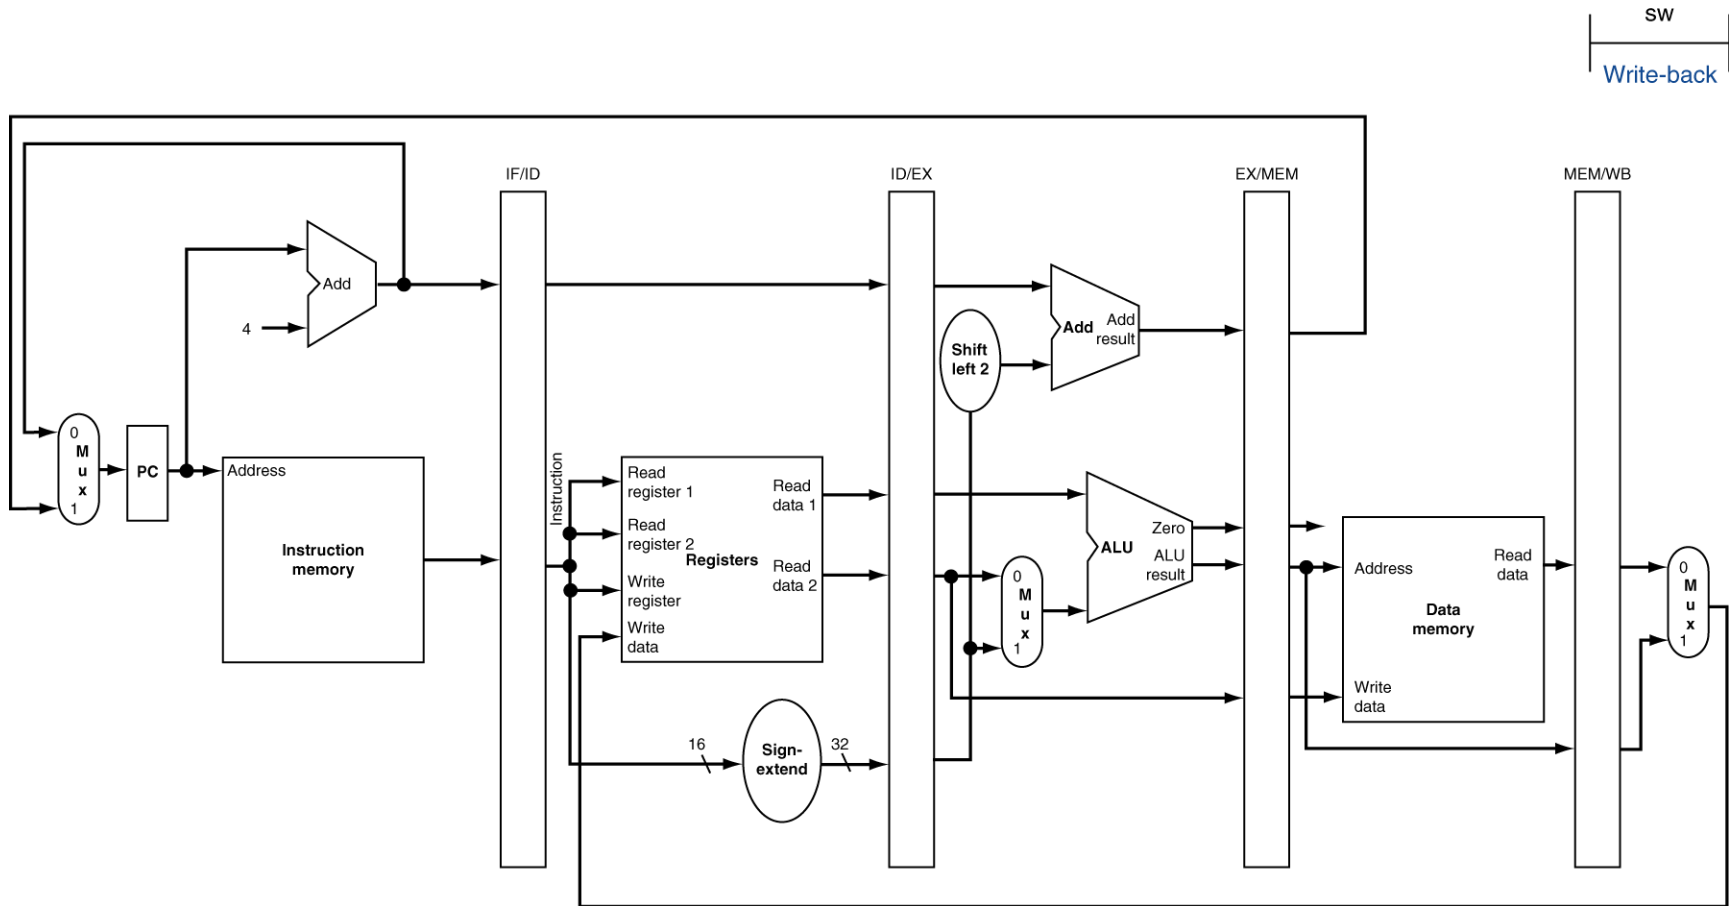 SW
Write-back
IF/ID
ID/EX
EX/MEM
MEM/WB
Add
4
Add
Add
result
Shift
left 2
0
M
u
x
1
PC
Address
Instruction
memory
Instruction
Read
register 1
Read
register 2
Write
register
Write
data
Registers
Read
data 1
Read
data 2
16
Sign-
extend
32
0
M
u
x
1
Zero
ALU
ALU
result
Address
Read
data
Data
memory
Write
data
0
M
u
x
1